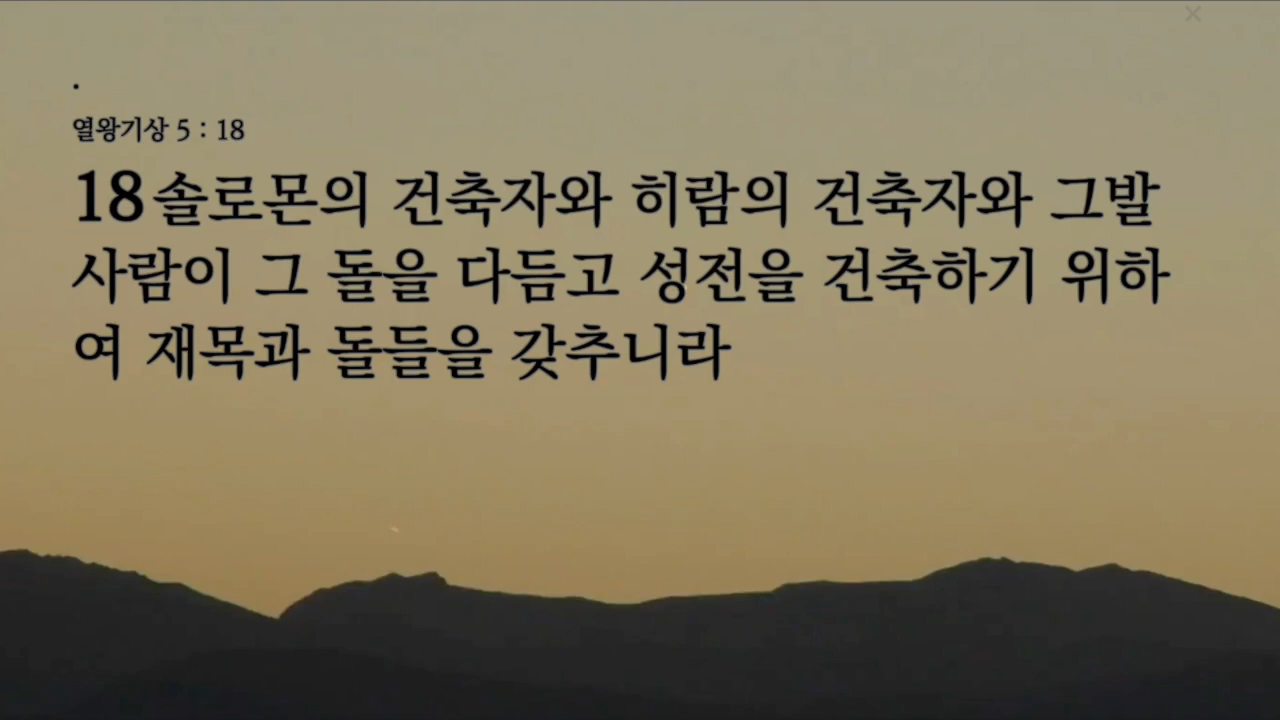 .
열왕기상 5 : 18
18 솔로몬의 건축자와 히람의 건축자와 그발
사람이 그 돌을 다듬고 성전을 건축하기 위하
여 재목과 돌들을 갖추니라